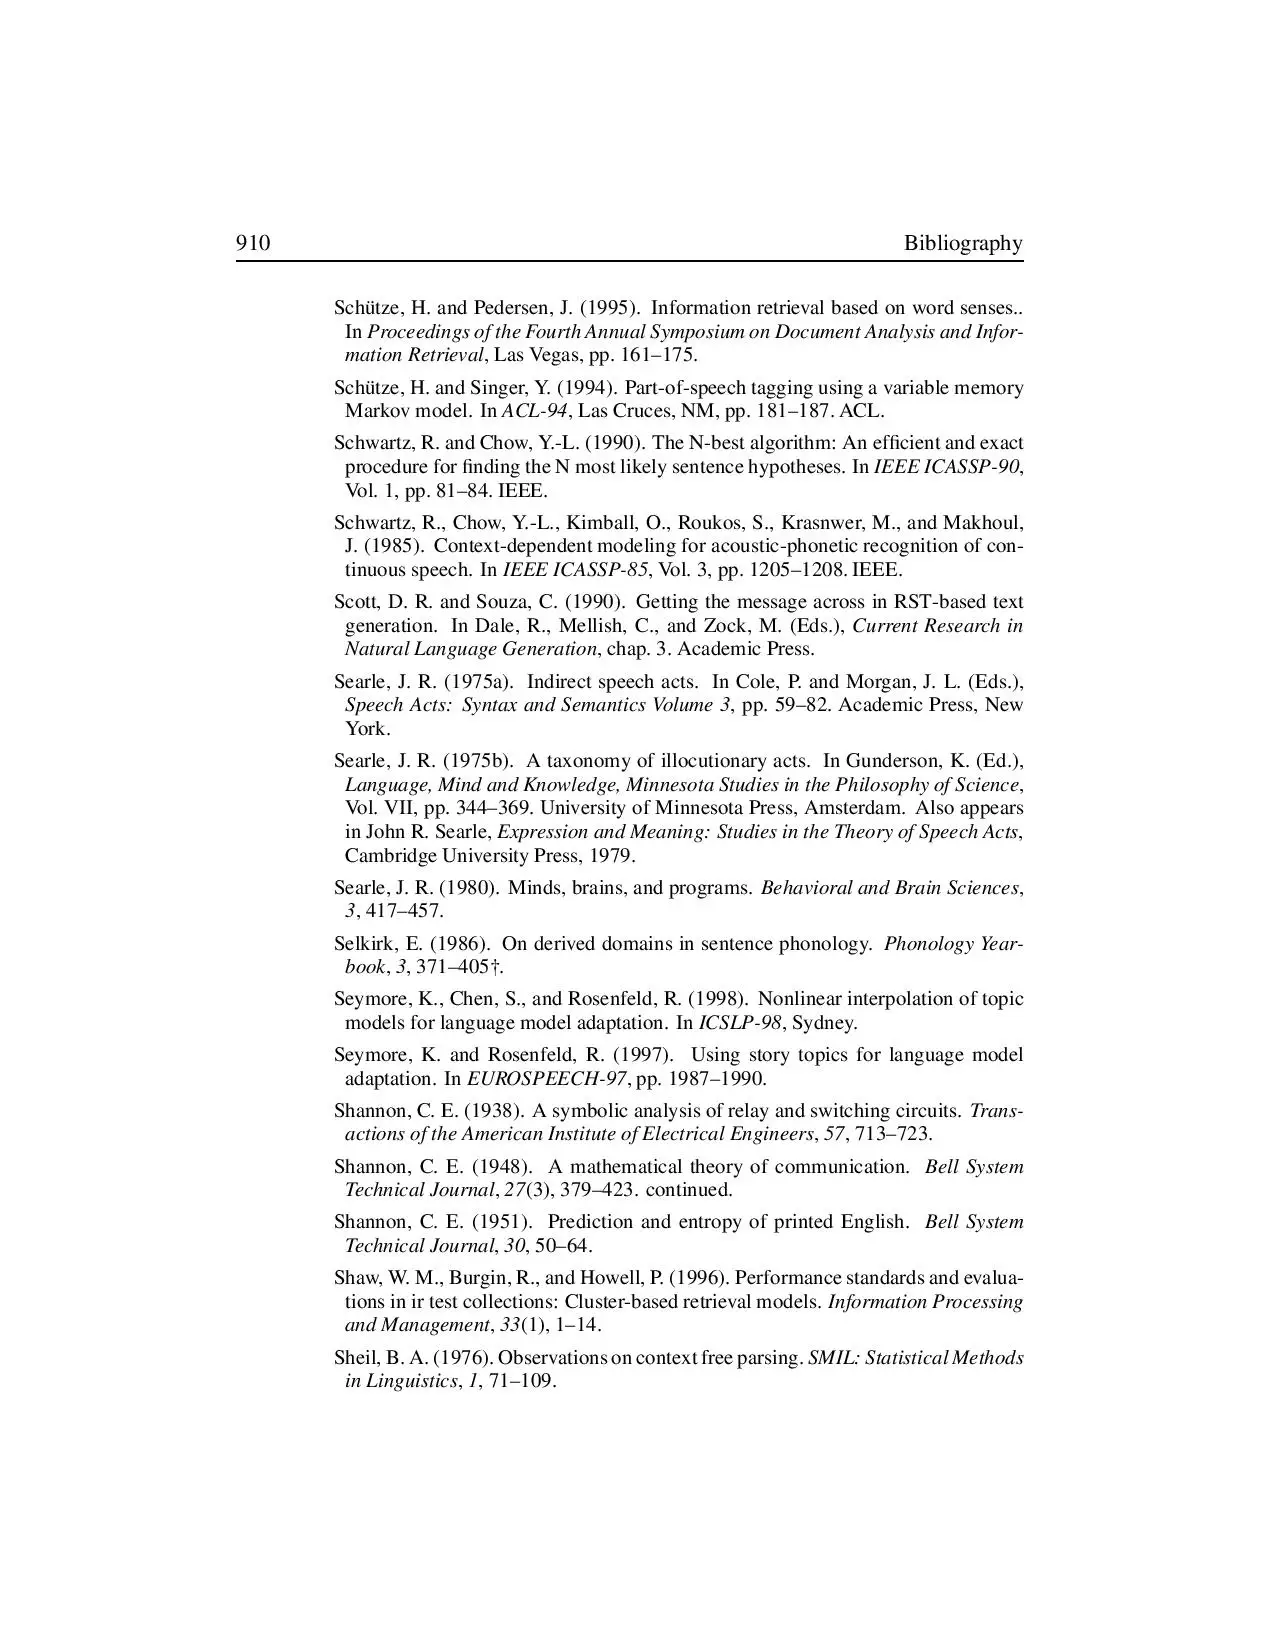 910 Bibliography
Schütze, H. and Pedersen, J. (1995). Information retrieval based on word senses..
In Proceedings of the Fourth Annual Symposium on Document Analysis and Infor-
mation Retrieval, Las Vegas, pp. 161–175.
Schütze, H. and Singer, Y. (1994). Part-of-speech tagging using a variable memory
Markov model. In ACL-94, Las Cruces, NM, pp. 181–187. ACL.
Schwartz, R. and Chow, Y.-L. (1990). The N-best algorithm: An efficient and exact
procedure for finding the N most likely sentence hypotheses. In IEEE ICASSP-90,
Vol. 1, pp. 81–84. IEEE.
Schwartz, R., Chow, Y.-L., Kimball, O., Roukos, S., Krasnwer, M., and Makhoul,
J. (1985). Context-dependent modeling for acoustic-phonetic recognition of con-
tinuous speech. In IEEE ICASSP-85, Vol. 3, pp. 1205–1208. IEEE.
Scott, D. R. and Souza, C. (1990). Getting the message across in RST-based text
generation. In Dale, R., Mellish, C., and Zock, M. (Eds.), Current Research in
Natural Language Generation, chap. 3. Academic Press.
Searle, J. R. (1975a). Indirect speech acts. In Cole, P. and Morgan, J. L. (Eds.),
Speech Acts: Syntax and Semantics Volume 3, pp. 59–82. Academic Press, New
York.
Searle, J. R. (1975b). A taxonomy of illocutionary acts. In Gunderson, K. (Ed.),
Language, Mind and Knowledge, Minnesota Studies in the Philosophy of Science,
Vol. VII, pp. 344–369. University of Minnesota Press, Amsterdam. Also appears
in John R. Searle, Expression and Meaning: Studies in the Theory of Speech Acts,
Cambridge University Press, 1979.
Searle, J. R. (1980). Minds, brains, and programs. Behavioral and Brain Sciences,
3, 417–457.
Selkirk, E. (1986). On derived domains in sentence phonology. Phonology Year-
book, 3, 371–405†.
Seymore, K., Chen, S., and Rosenfeld, R. (1998). Nonlinear interpolation of topic
models for language model adaptation. In ICSLP-98, Sydney.
Seymore, K. and Rosenfeld, R. (1997). Using story topics for language model
adaptation. In EUROSPEECH-97, pp. 1987–1990.
Shannon, C. E. (1938). A symbolic analysis of relay and switching circuits. Trans-
actions of the American Institute of Electrical Engineers, 57, 713–723.
Shannon, C. E. (1948). A mathematical theory of communication. Bell System
Technical Journal, 27(3), 379–423. continued.
Shannon, C. E. (1951). Prediction and entropy of printed English. Bell System
Technical Journal, 30, 50–64.
Shaw, W. M., Burgin, R., and Howell, P. (1996). Performance standards and evalua-
tions in ir test collections: Cluster-based retrieval models. Information Processing
and Management, 33(1), 1–14.
Sheil, B. A. (1976). Observations on context free parsing. SMIL: Statistical Methods
in Linguistics, 1, 71–109.